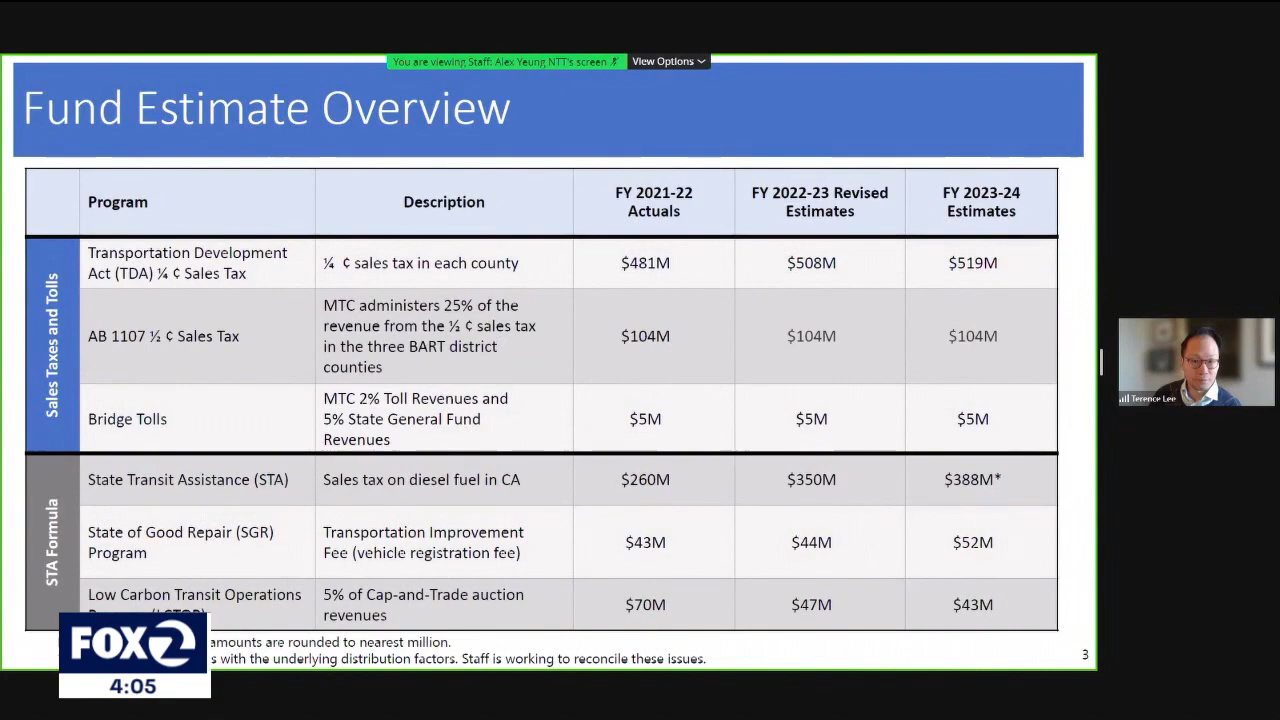 You are viewing Staff: Alex Yeung NTT's screen
View Options
Fund Estimate Overview
Program
Description
FY 2021-22
Actuals
FY 2022-23 Revised
Estimates
FY 2023-24
Estimates
Sales Taxes and Tolls
Transportation Development
Act (TDA) ¼ ¢ Sales Tax
¼ ¢ sales tax in each county
$481M
$508M
$519M
AB 1107 ½ ¢ Sales Tax
MTC administers 25% of the
revenue from the ½ ¢ sales tax
in the three BART district
counties
$104M
$104M
$104M
Bridge Tolls
MTC 2% Toll Revenues and
5% State General Fund
Revenues
$5M
$5M
$5M
STA Formula
State Transit Assistance (STA)
Sales tax on diesel fuel in CA
$260M
$350M
$388M*
State of Good Repair (SGR)
Program
Transportation Improvement
Fee (vehicle registration fee)
$43M
$44M
$52M
Low Carbon Transit Operations
5% of Cap-and-Trade auction
revenues
$70M
$47M
$43M
amounts are rounded to nearest million.
s with the underlying distribution factors. Staff is working to reconcile these issues.
3
Terence Lee
FOX 2
4:05